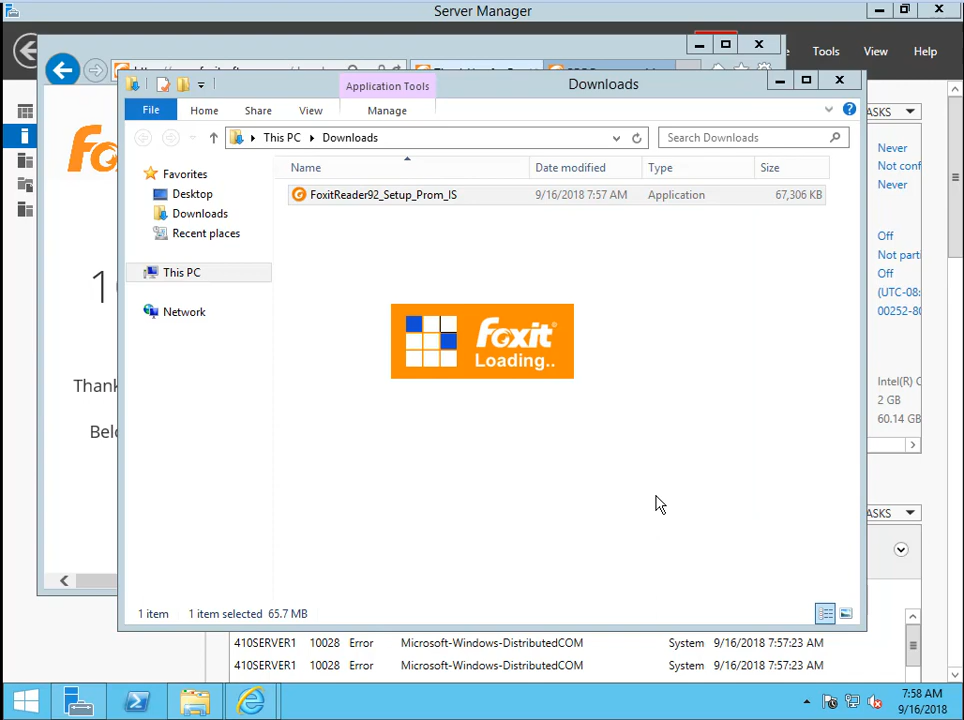 Server Manager
Tools View Help
Application Tools
Downloads
File Home Share View Manage
This PC Downloads
Search Downloads
Name Date modified Type Size
FoxitReader92_Setup_Prom_IS 9/16/2018 7:57 AM Application 67,306 KB
Favorites
Desktop
Downloads
Recent places
This PC
Network
foxit
Loading..
Thank
1 item 1 item selected 65.7 MB
ASKS
Never
Not conf
Never
Off
Not parti
Off
(UTC-08:
00252-80
Intel(R) C
2 GB
60.14 GB
ASKS
410SERVER1 10028 Error Microsoft-Windows-DistributedCOM System 9/16/2018 7:57:23 AM
410SERVER1 10028 Error Microsoft-Windows-DistributedCOM System 9/16/2018 7:57:23 AM
7:58 AM
9/16/2018